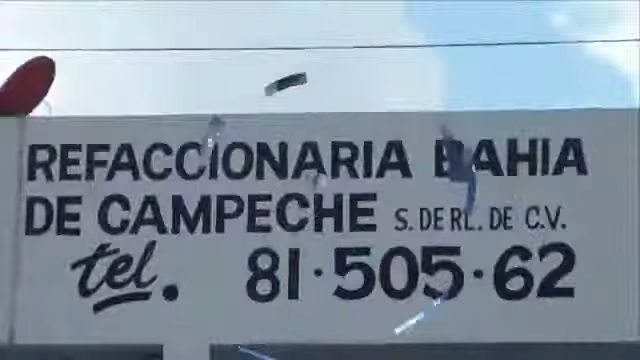 REFACCIONARIA BAHIA
DE CAMPECHE S. DE RL. DE C.V.
tel. 81·505·62